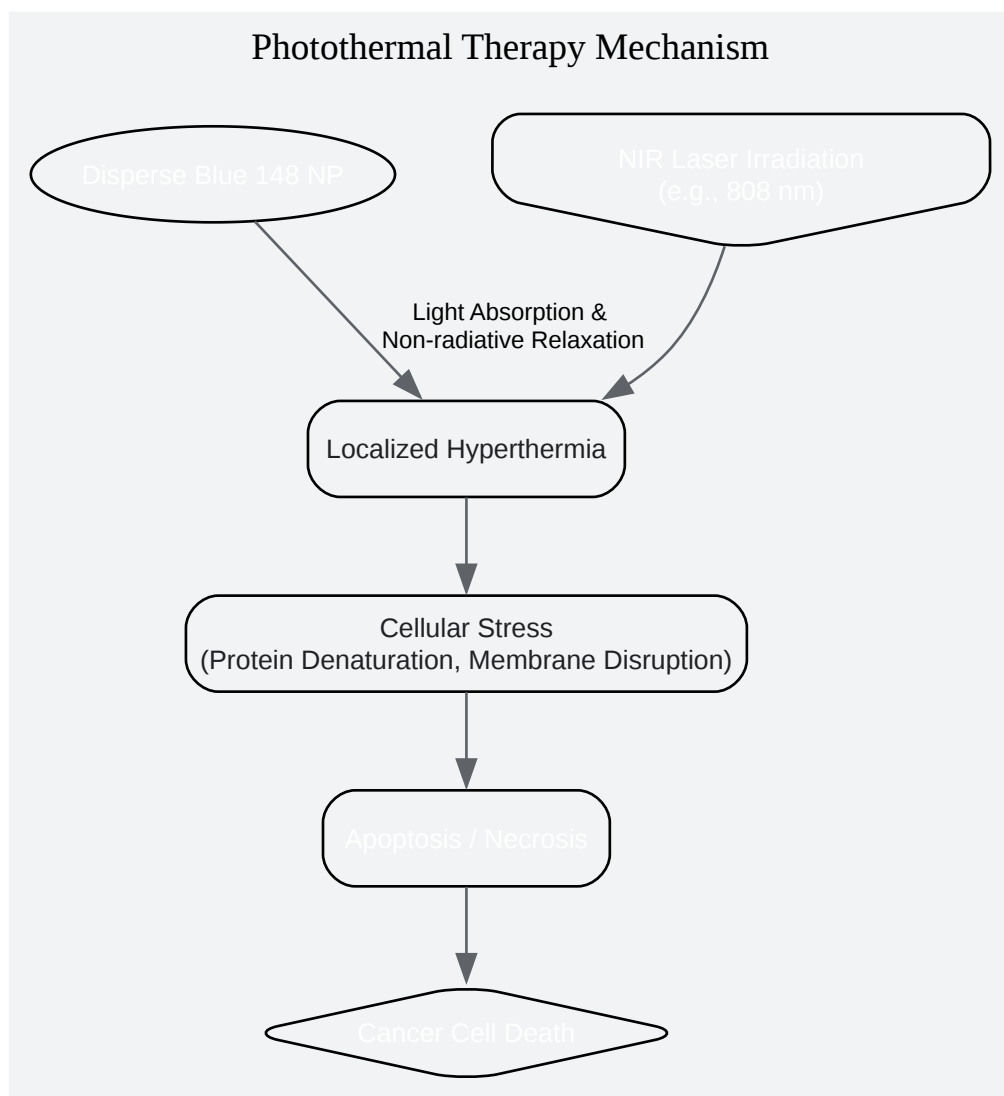 Photothermal Therapy Mechanism
Disperse Blue 148 NP
NIR Laser Irradiation
(e.g., 808 nm)
Light Absorption &
Non-radiative Relaxation
Localized Hyperthermia
Cellular Stress
(Protein Denaturation, Membrane Disruption)
Apoptosis / Necrosis
Cancer Cell Death